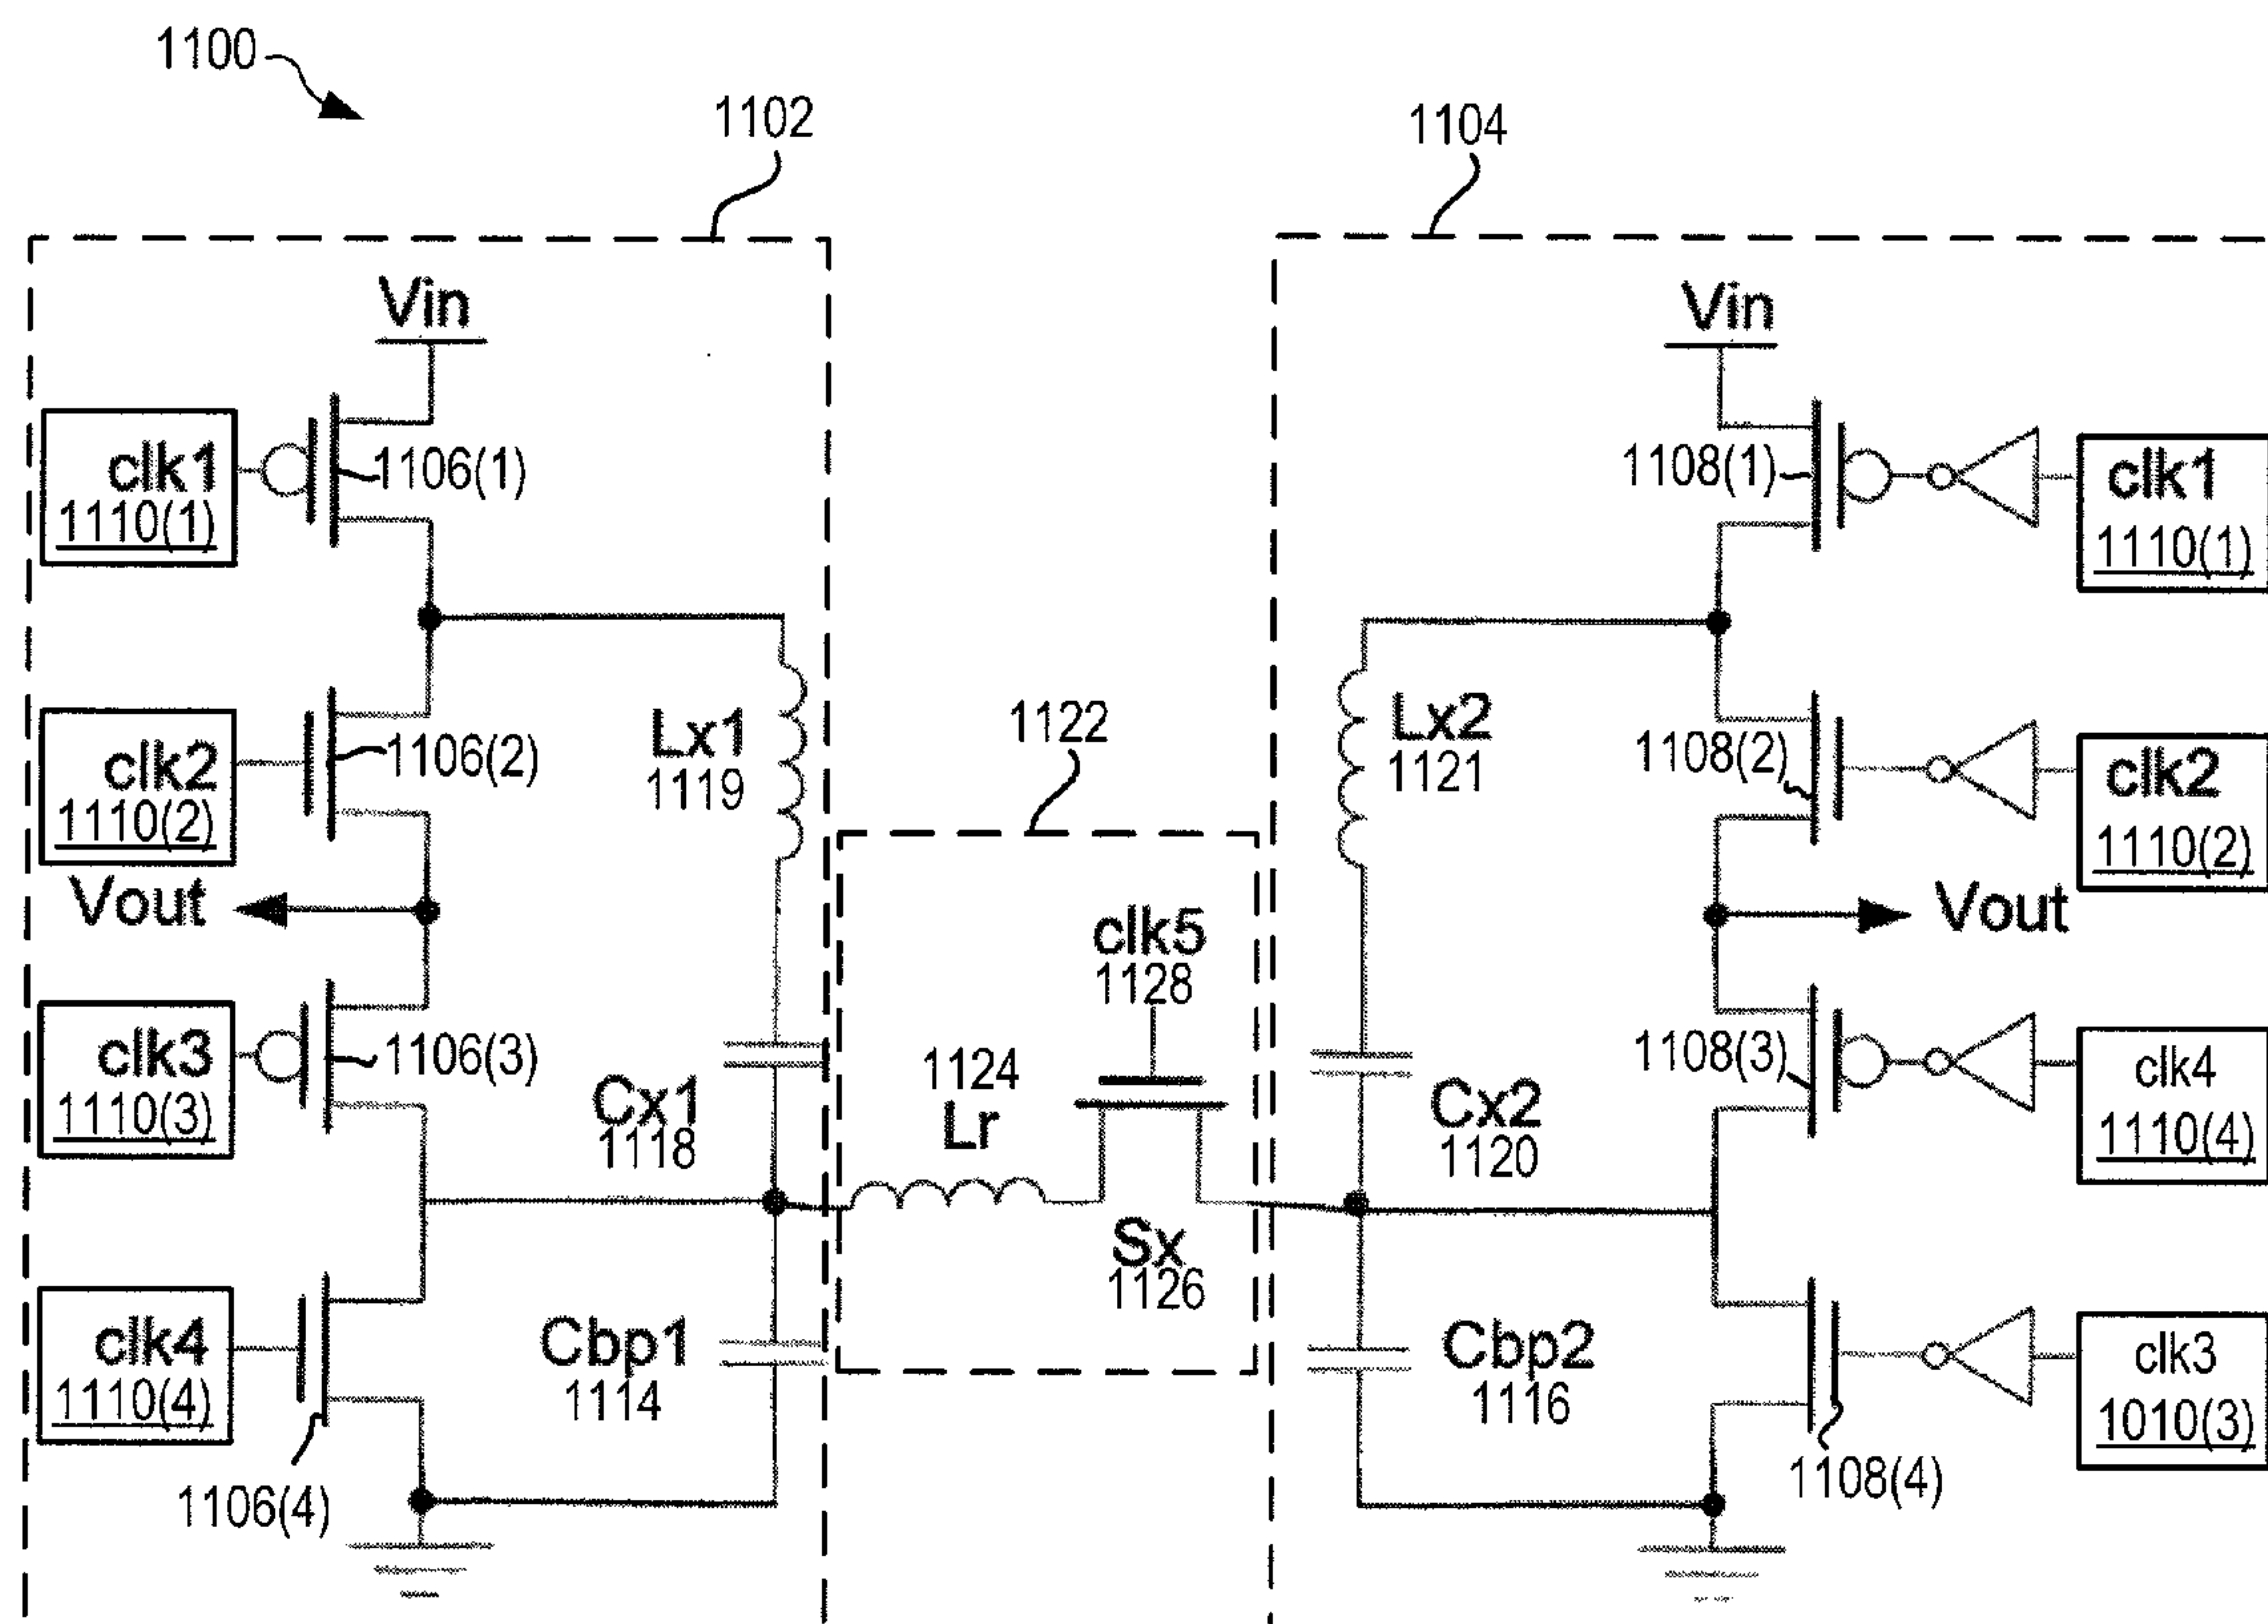 1100
1102
1104
Vin
Vin
clk1
1110(1)
1106(1)
1108(1)
clk1
1110(1)
clk2
1110(2)
1106(2)
Lx1
1119
1122
Lx2
1121
1108(2)
clk2
1110(2)
Vout
clk5
1128
Vout
clk3
1110(3)
1106(3)
Cx1
1118
1124
Lr
Cx2
1120
1108(3)
clk4
1110(4)
Sx
1126
clk4
1110(4)
1106(4)
Cbp1
1114
Cbp2
1116
1108(4)
clk3
1010(3)